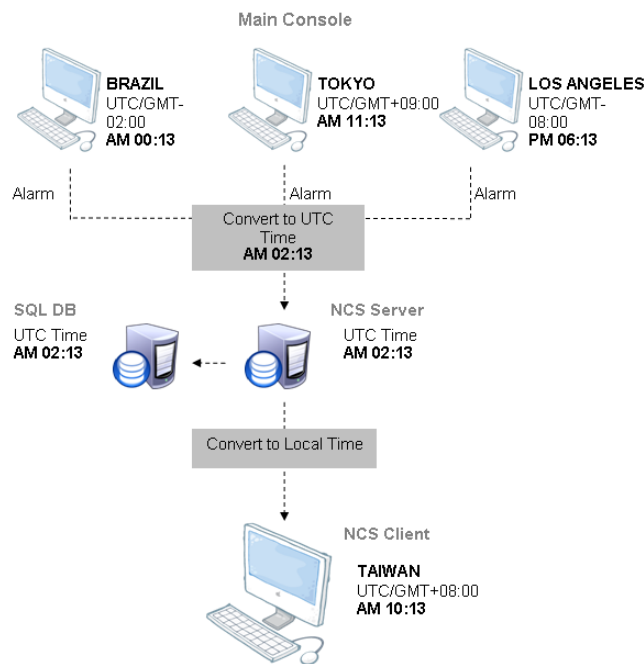 Main Console
BRAZIL
UTC/GMT-
02:00
AM 00:13
TOKYO
UTC/GMT+09:00
AM 11:13
LOS ANGELES
UTC/GMT-
08:00
PM 06:13
Alarm
Alarm
Alarm
Convert to UTC
Time
AM 02:13
SQL DB
UTC Time
AM 02:13
NCS Server
UTC Time
AM 02:13
Convert to Local Time
NCS Client
TAIWAN
UTC/GMT+08:00
AM 10:13